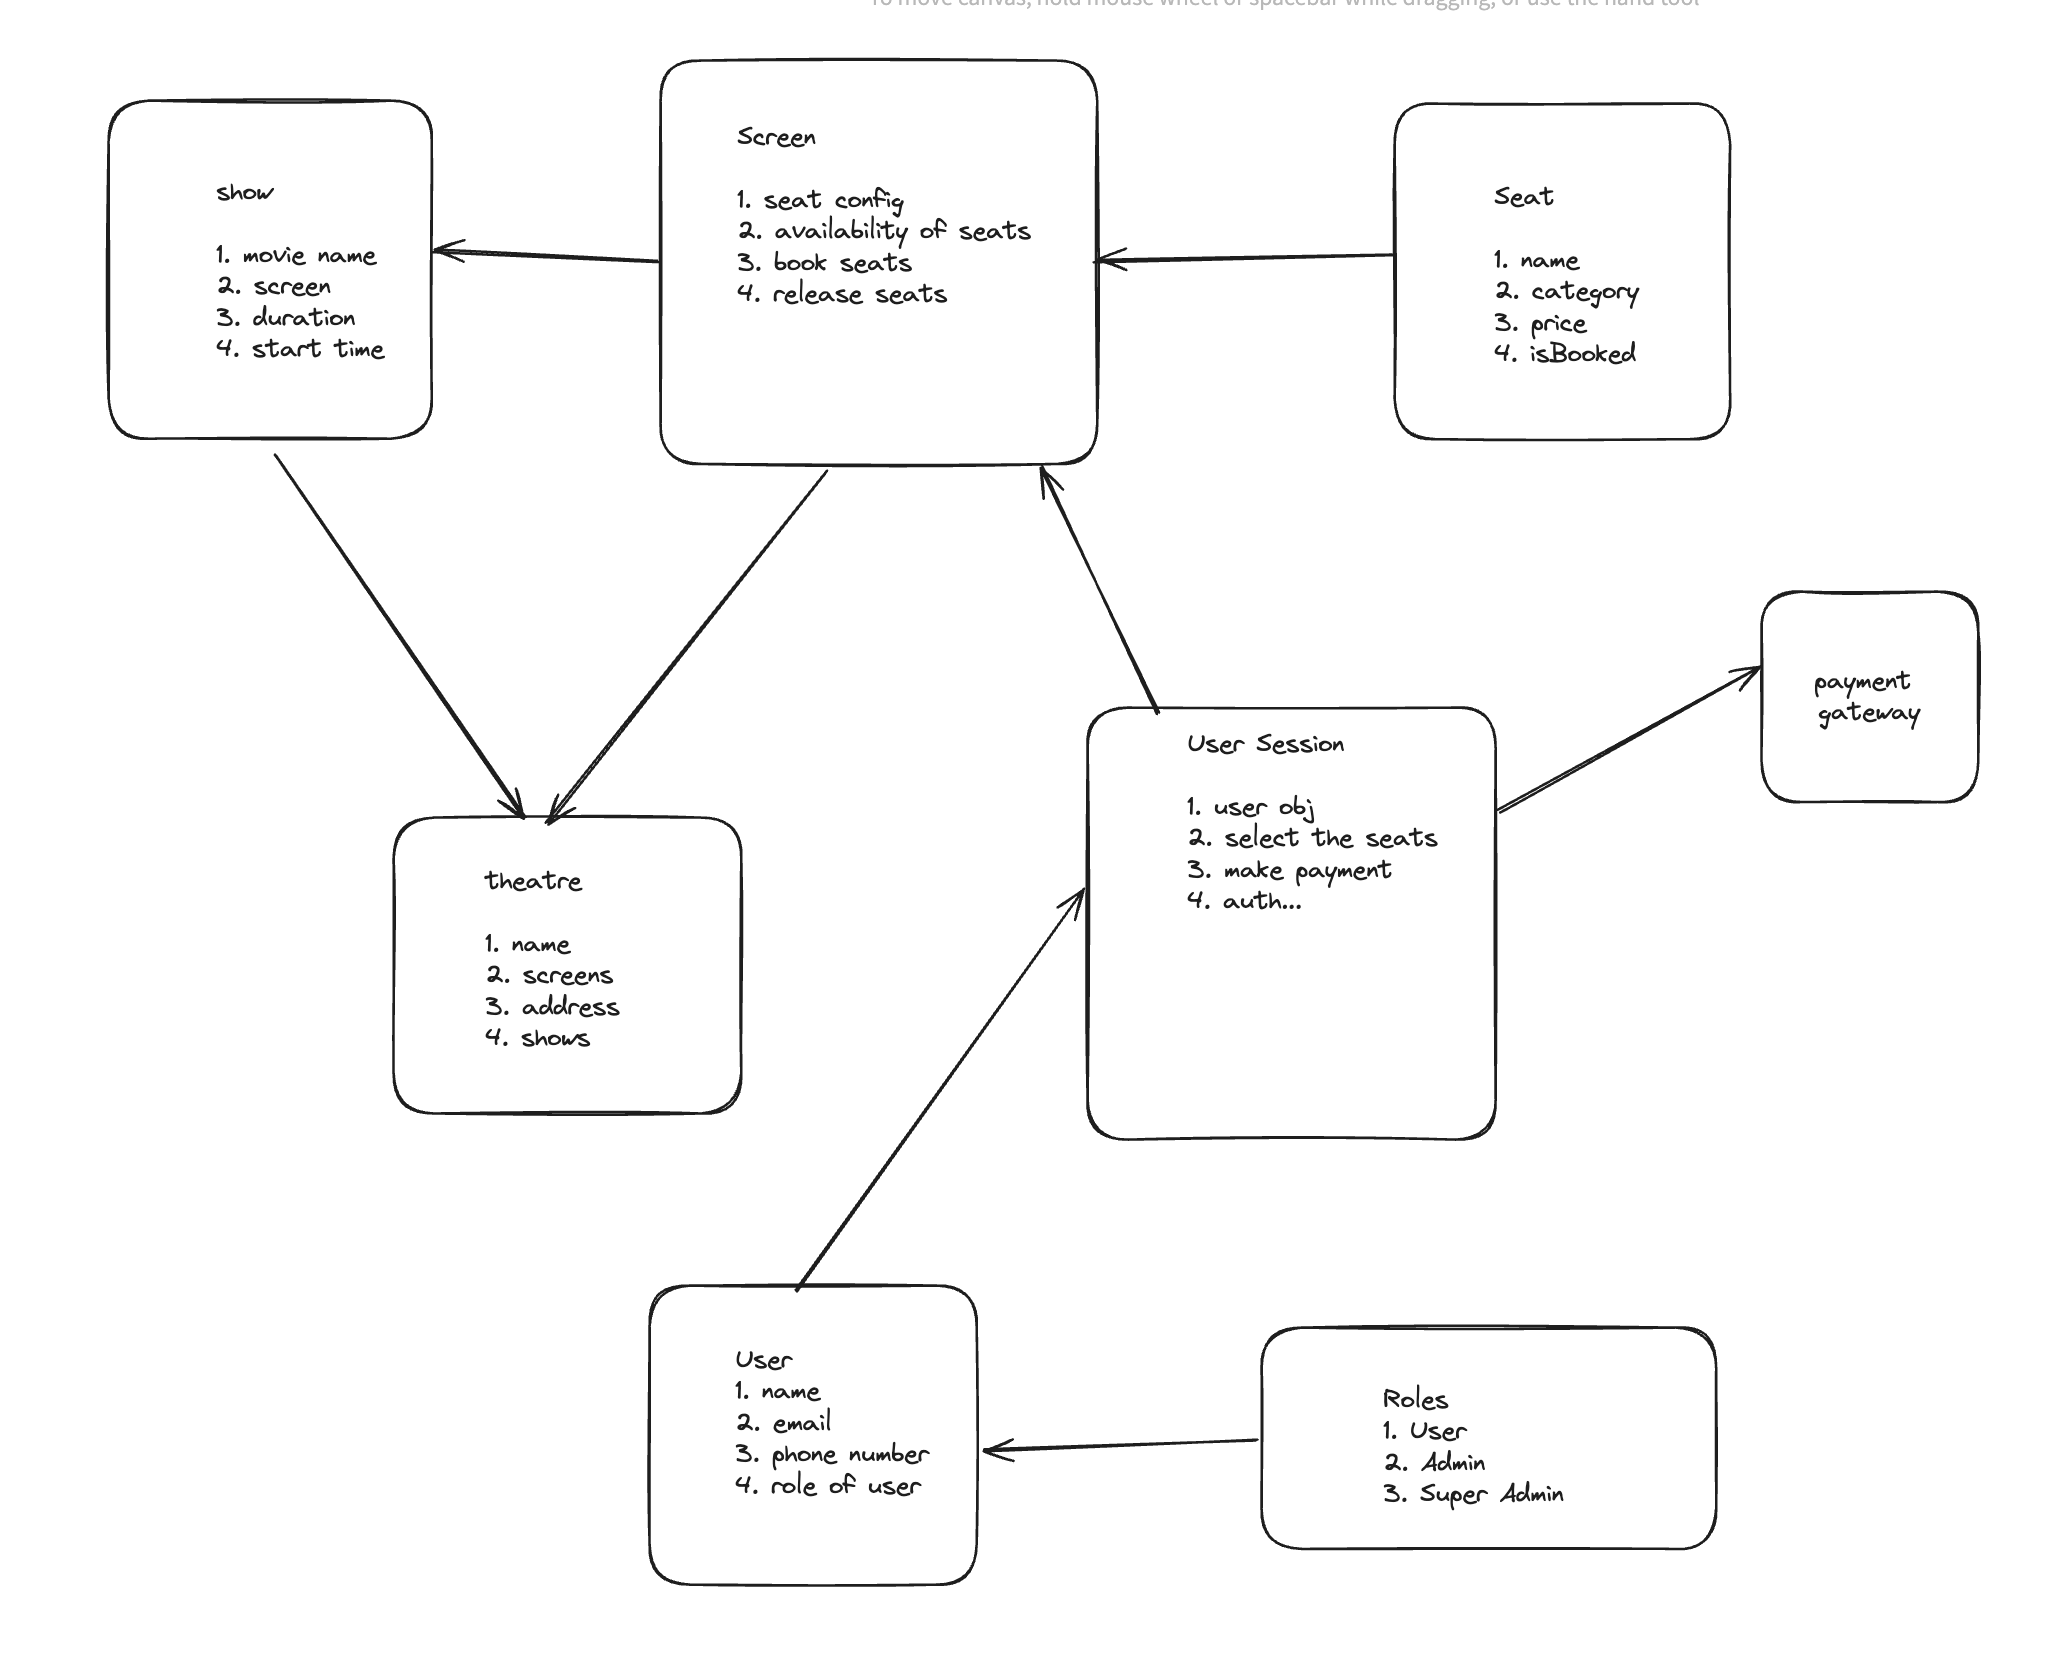 To move canvas, hold mouse wheel or spacebar while dragging, or use the hand tool
show
1. movie name
2. screen
3. duration
4. start time
Screen
1. seat config
2. availability of seats
3. book seats
4. release seats
Seat
1. name
2. category
3. price
4. isBooked
payment
gateway
User Session
1. user obj
2. select the seats
3. make payment
4. auth...
theatre
1. name
2. screens
3. address
4. shows
User
1. name
2. email
3. phone number
4. role of user
Roles
1. User
2. Admin
3. Super Admin